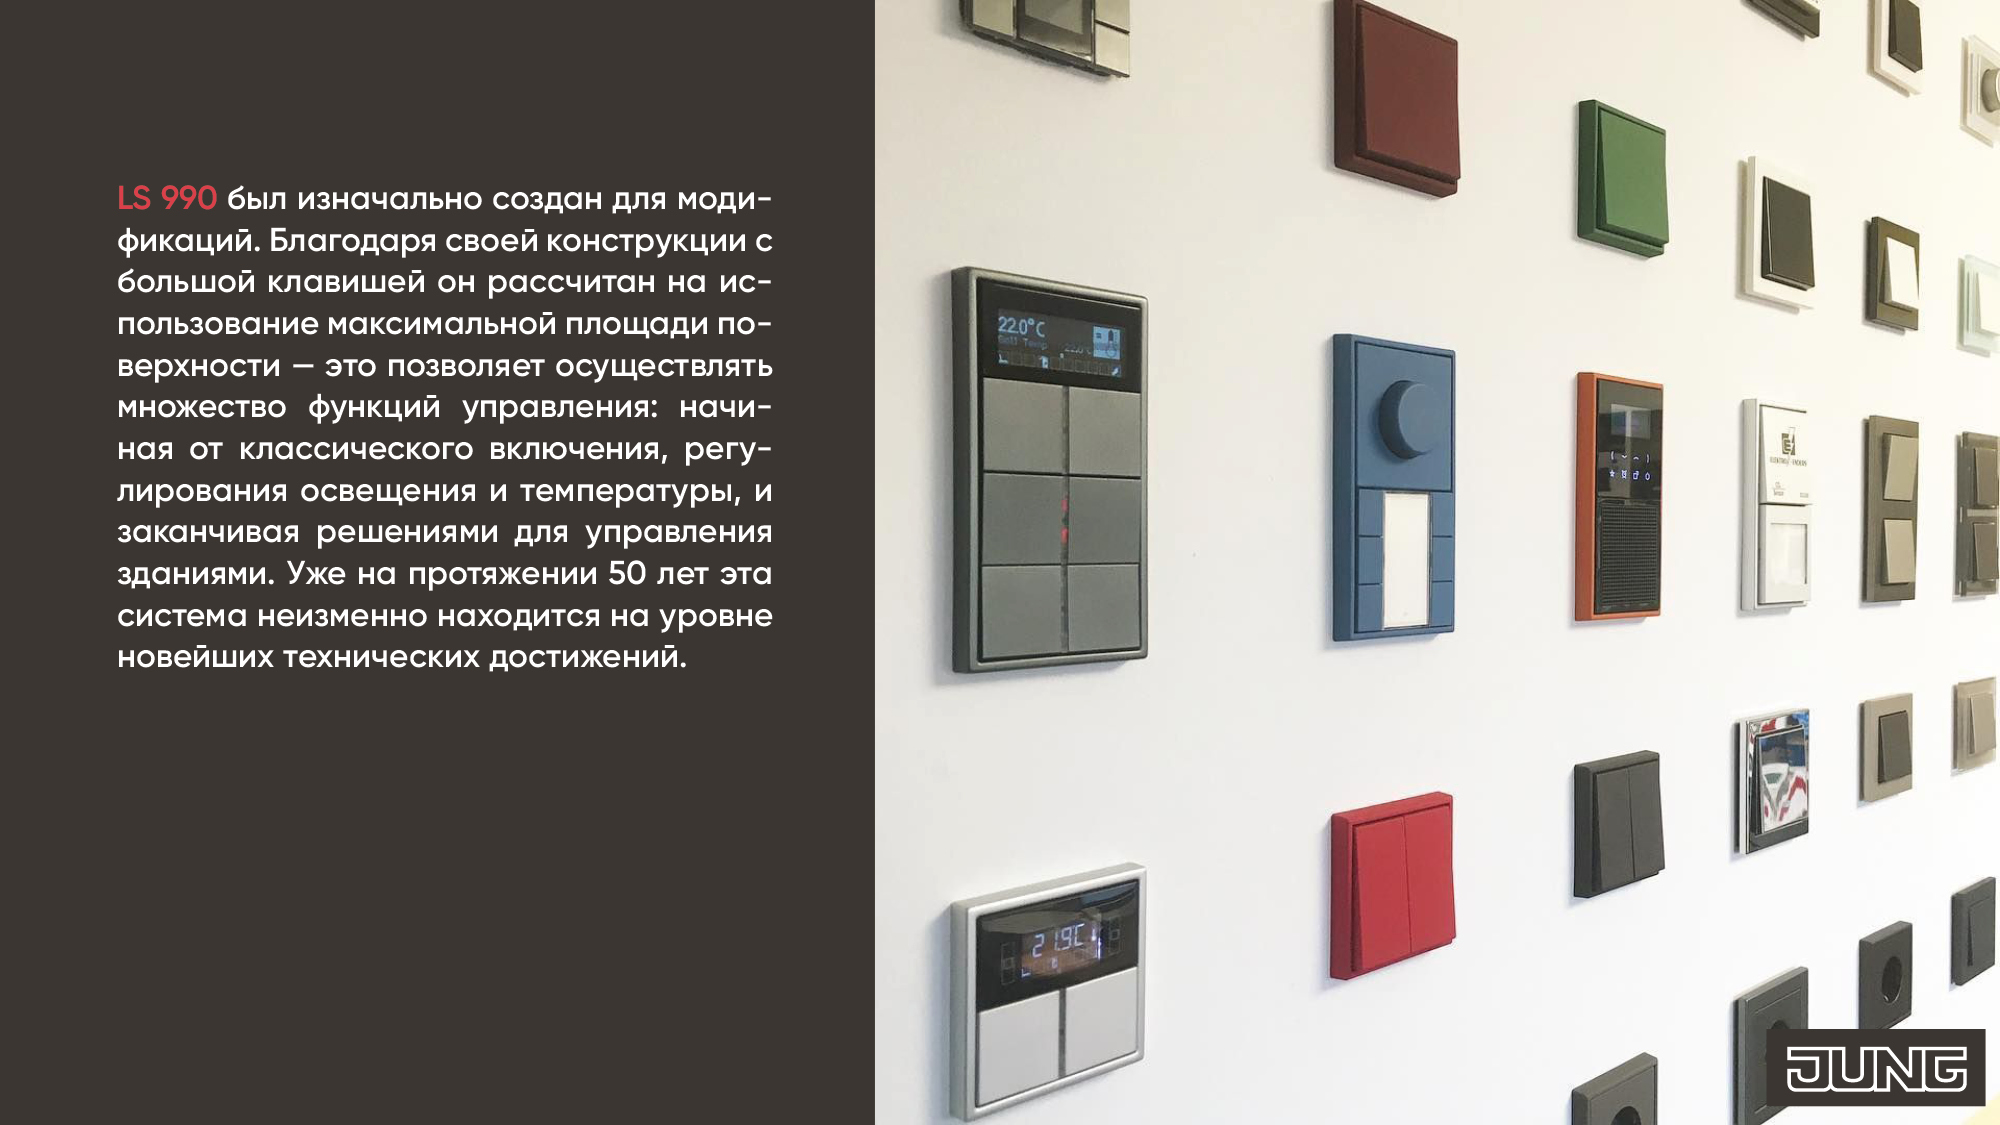 LS 990 был изначально создан для моди-
фикаций. Благодаря своей конструкции с
большой клавишей он рассчитан на ис-
пользование максимальной площади по-
верхности — это позволяет осуществлять
множество функций управления: начи-
ная от классического включения, регу-
лирования освещения и температуры, и
заканчивая решениями для управления
зданиями. Уже на протяжении 50 лет эта
система неизменно находится на уровне
новейших технических достижений.
22.0°C
21.9C
JUNG